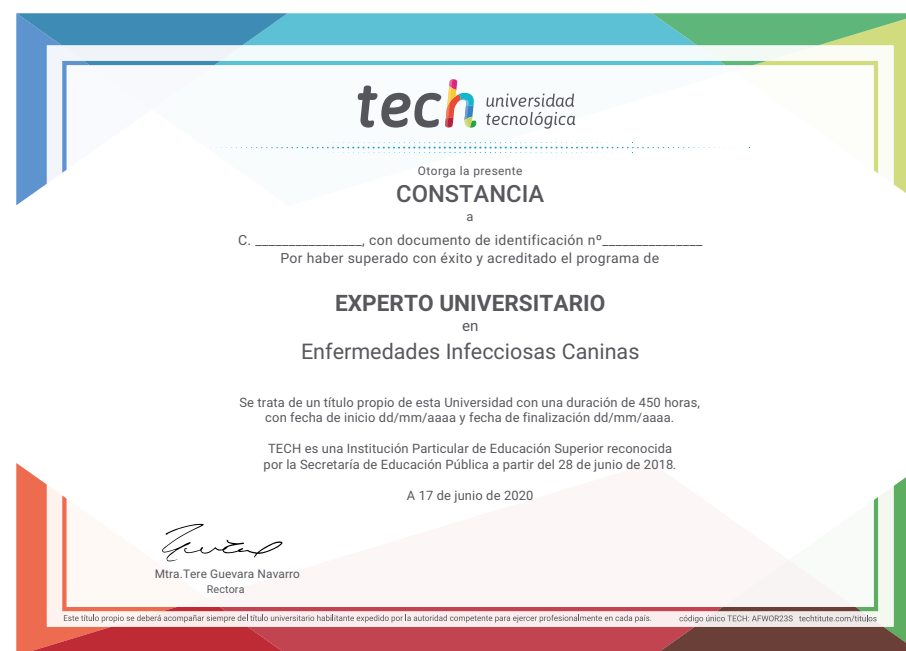 tech universidad
tecnológica
Otorga la presente
CONSTANCIA
a
C. ________________, con documento de identificación nº_______________
Por haber superado con éxito y acreditado el programa de
EXPERTO UNIVERSITARIO
en
Enfermedades Infecciosas Caninas
Se trata de un título propio de esta Universidad con una duración de 450 horas,
con fecha de inicio dd/mm/aaaa y fecha de finalización dd/mm/aaaa.
TECH es una Institución Particular de Educación Superior reconocida
por la Secretaría de Educación Pública a partir del 28 de junio de 2018.
A 17 de junio de 2020
Mtra.Tere Guevara Navarro
Rectora
Este título propio se deberá acompañar siempre del título universitario habilitante expedido por la autoridad competente para ejercer profesionalmente en cada país. código único TECH: AFWOR23S techtitute.com/titulos